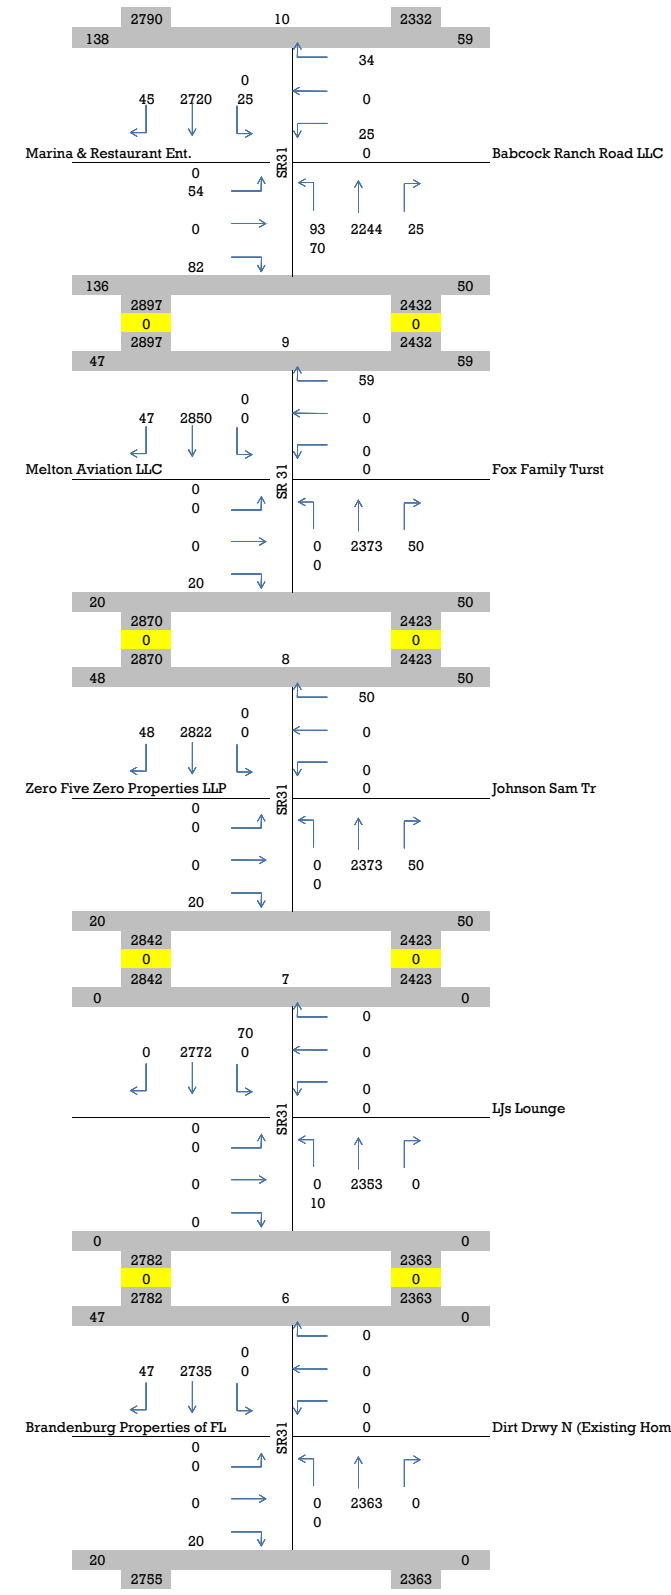 2790 10 2332
138 59
34
0
45 2720 25 0
25
Marina & Restaurant Ent. 0 Babcock Ranch Road LLC
SR31
0
54
0 93 2244 25
70
82
136 50
2897 2432
0 0
2897 9 2432
47 59
59
0
47 2850 0 0
0
Melton Aviation LLC 0 Fox Family Turst
SR 31
0
0
0 0 2373 50
0
20
20 50
2870 2423
0 0
2870 8 2423
48 50
50
0
48 2822 0 0
0
Zero Five Zero Properties LLP 0 Johnson Sam Tr
SR31
0
0
0 0 2373 50
0
20
20 50
2842 2423
0 0
2842 7 2423
0 0
0
70
0 2772 0 0
0
0
LJs Lounge
SR31
0
0
0 0 2353 0
10
0
0 0
2782 2363
0 0
2782 6 2363
47 0
0
0
47 2735 0 0
0
Brandenburg Properties of FL 0 Dirt Drwy N (Existing Hom
SR31
0
0
0 0 2363 0
0
20
20 0
2755 2363